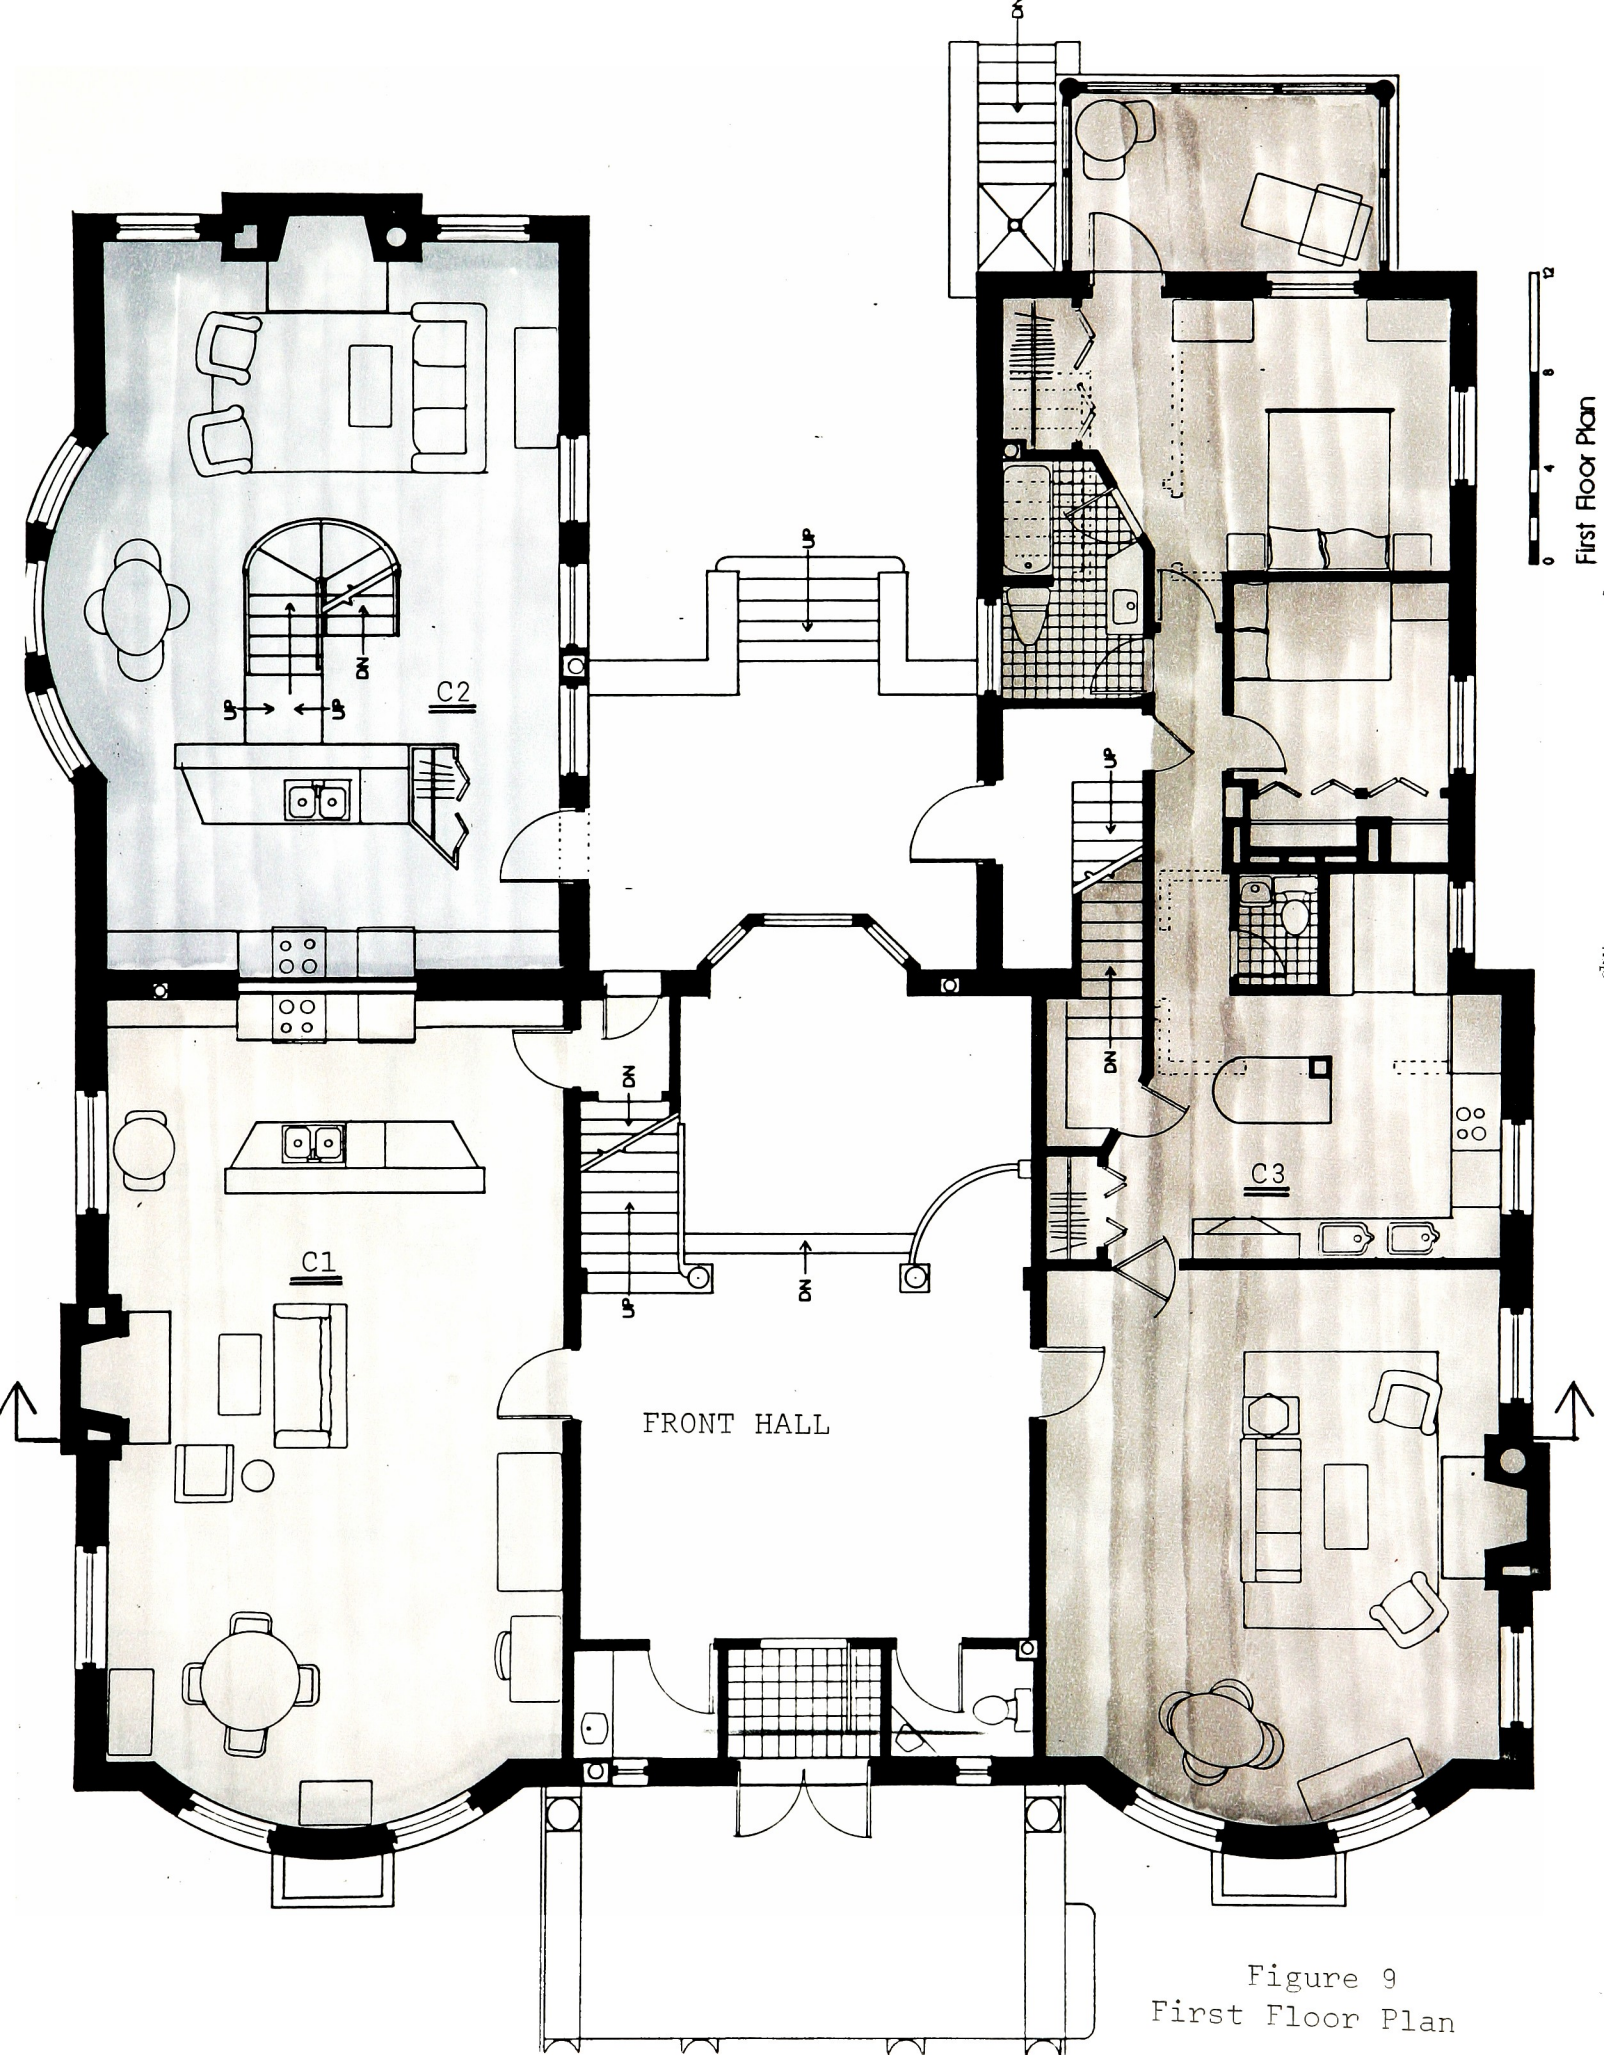 DN
12
8
4
0
First Floor Plan
UP
UP
DN
UP
UP
C2
UP
DN
DN
C1
UP
DN
C3
FRONT HALL
Figure 9
First Floor Plan